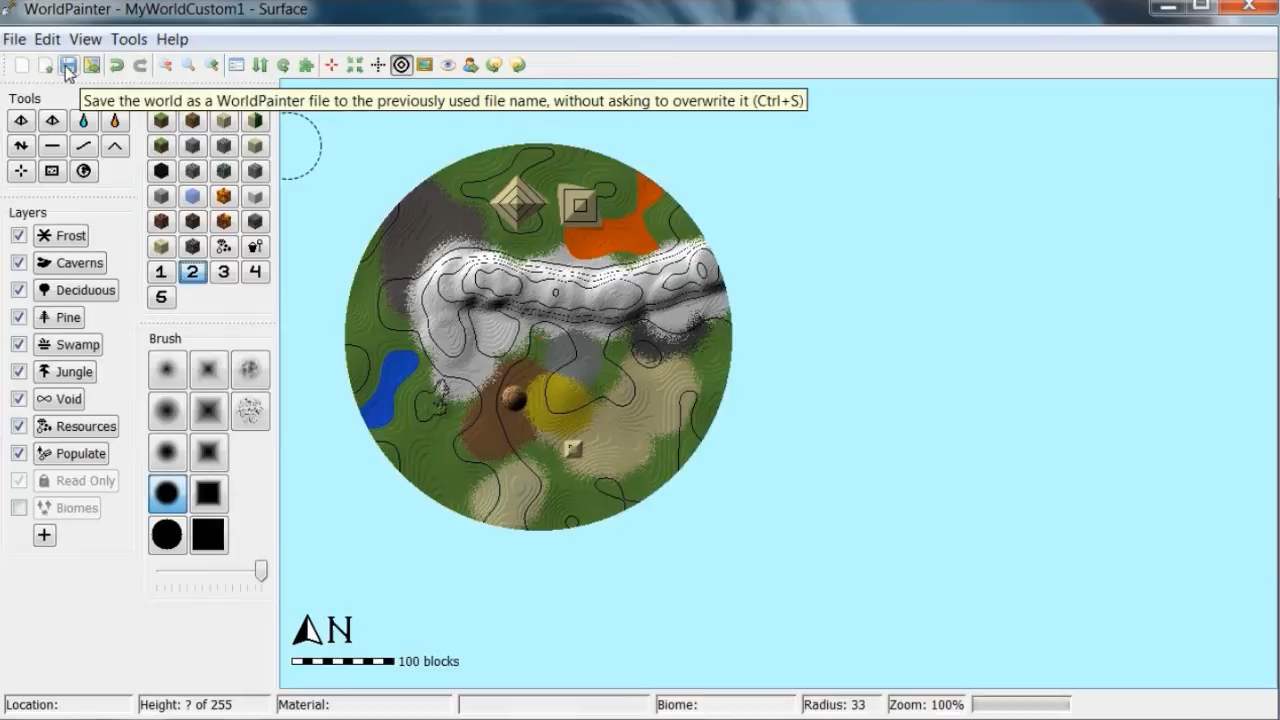 WorldPainter - MyWorldCustom1 - Surface
File Edit View Tools Help
Save the world as a WorldPainter file to the previously used file name, without asking to overwrite it (Ctrl+S)
Tools
Layers
Frost
Caverns
Deciduous
Pine
Swamp
Jungle
Void
Resources
Populate
Read Only
Biomes
1 2 3 4
5
Brush
N
100 blocks
Location: Height: ? of 255 Material: Biome: Radius: 33 Zoom: 100%